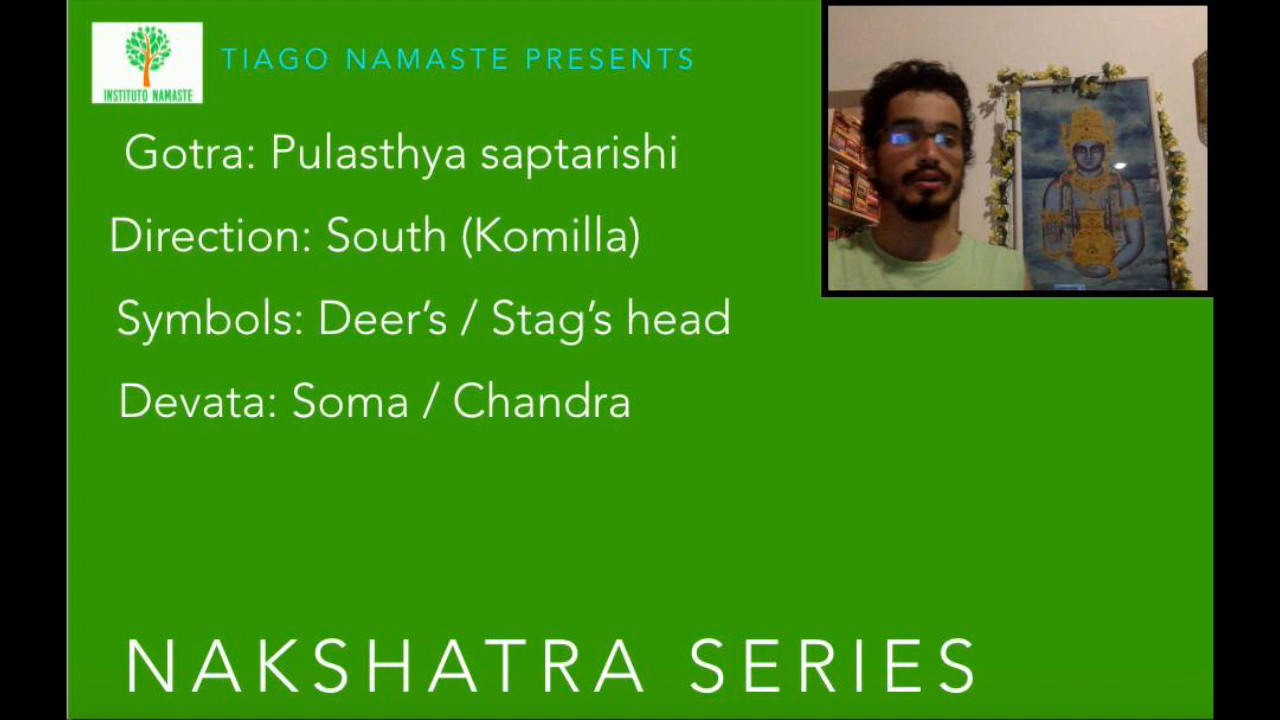 INSTITUTO NAMASTE
TIAGO NAMASTE PRESENTS
Gotra: Pulasthya saptarishi
Direction: South (Komilla)
Symbols: Deer’s / Stag’s head
Devata: Soma / Chandra
NAKSHATRA SERIES